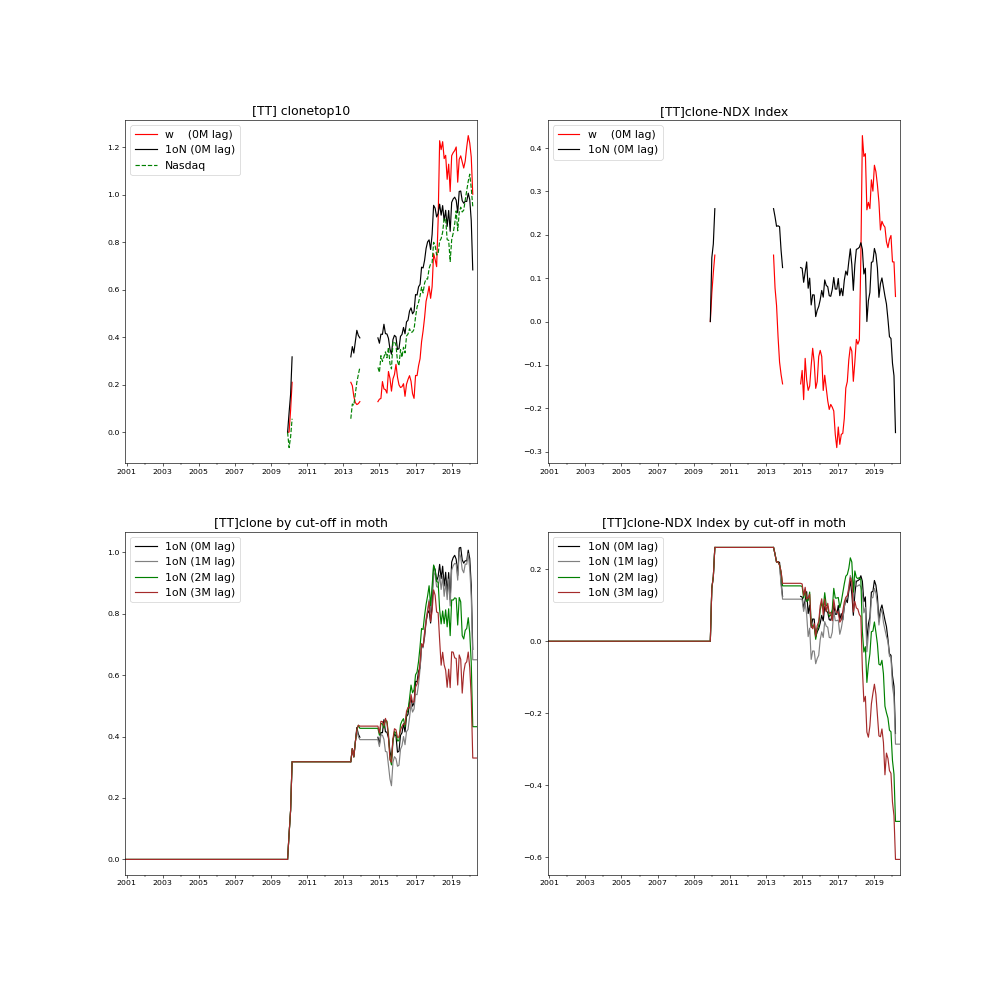 [TT] clonetop10
w    (0M lag)
1oN (0M lag)
Nasdaq
1.2
1.0
0.8
0.6
0.4
0.2
0.0
2001 2003 2005 2007 2009 2011 2013 2015 2017 2019
[TT]clone-NDX Index
w    (0M lag)
1oN (0M lag)
0.4
0.3
0.2
0.1
0.0
−0.1
−0.2
−0.3
2001 2003 2005 2007 2009 2011 2013 2015 2017 2019
[TT]clone by cut-off in moth
1oN (0M lag)
1oN (1M lag)
1oN (2M lag)
1oN (3M lag)
1.0
0.8
0.6
0.4
0.2
0.0
2001 2003 2005 2007 2009 2011 2013 2015 2017 2019
[TT]clone-NDX Index by cut-off in moth
1oN (0M lag)
1oN (1M lag)
1oN (2M lag)
1oN (3M lag)
0.2
0.0
−0.2
−0.4
−0.6
2001 2003 2005 2007 2009 2011 2013 2015 2017 2019